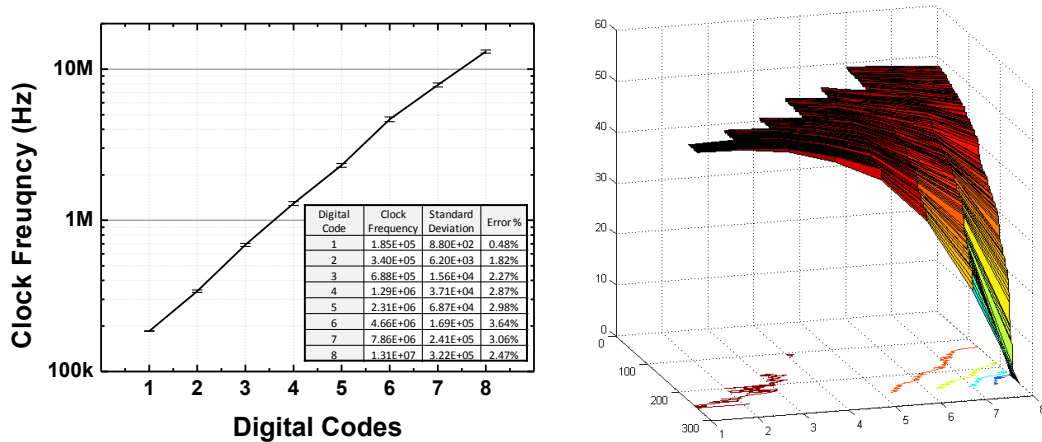 Clock Freuqncy (Hz)
10M
1M
100k
1 2 3 4 5 6 7 8
Digital Codes
Digital Code Clock Frequency Standard Deviation Error %
1 1.85E+05 8.80E+02 0.48%
2 3.40E+05 6.20E+03 1.82%
3 6.88E+05 1.56E+04 2.27%
4 1.29E+06 3.71E+04 2.87%
5 2.31E+06 6.87E+04 2.98%
6 4.66E+06 1.69E+05 3.64%
7 7.86E+06 2.41E+05 3.06%
8 1.31E+07 3.22E+05 2.47%
60
50
40
30
20
10
0
0
100
200
300
1 2 3 4 5 6 7 8